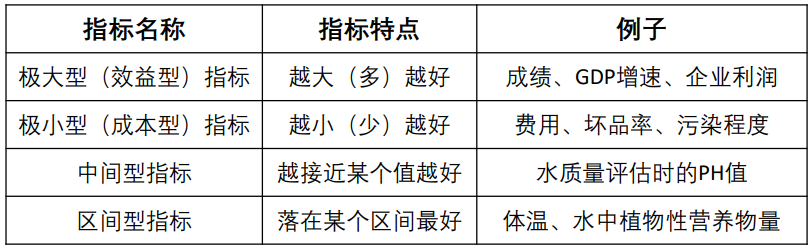 指标名称 指标特点 例子
极大型（效益型）指标 越大（多）越好 成绩、GDP增速、企业利润
极小型（成本型）指标 越小（少）越好 费用、坏品率、污染程度
中间型指标 越接近某个值越好 水质量评估时的PH值
区间型指标 落在某个区间最好 体温、水中植物性营养物量